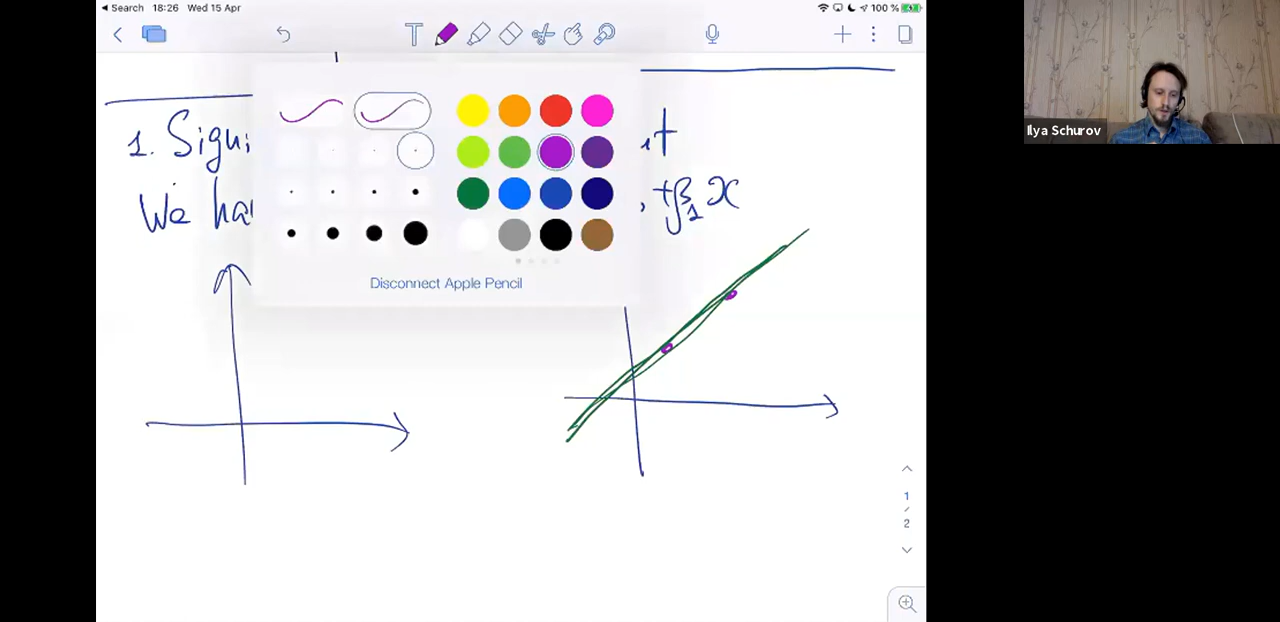 Search 18:26 Wed 15 Apr 100 %
T
Ilya Schurov
1. Signi
it
We ha
+β₁x
Disconnect Apple Pencil
1
2